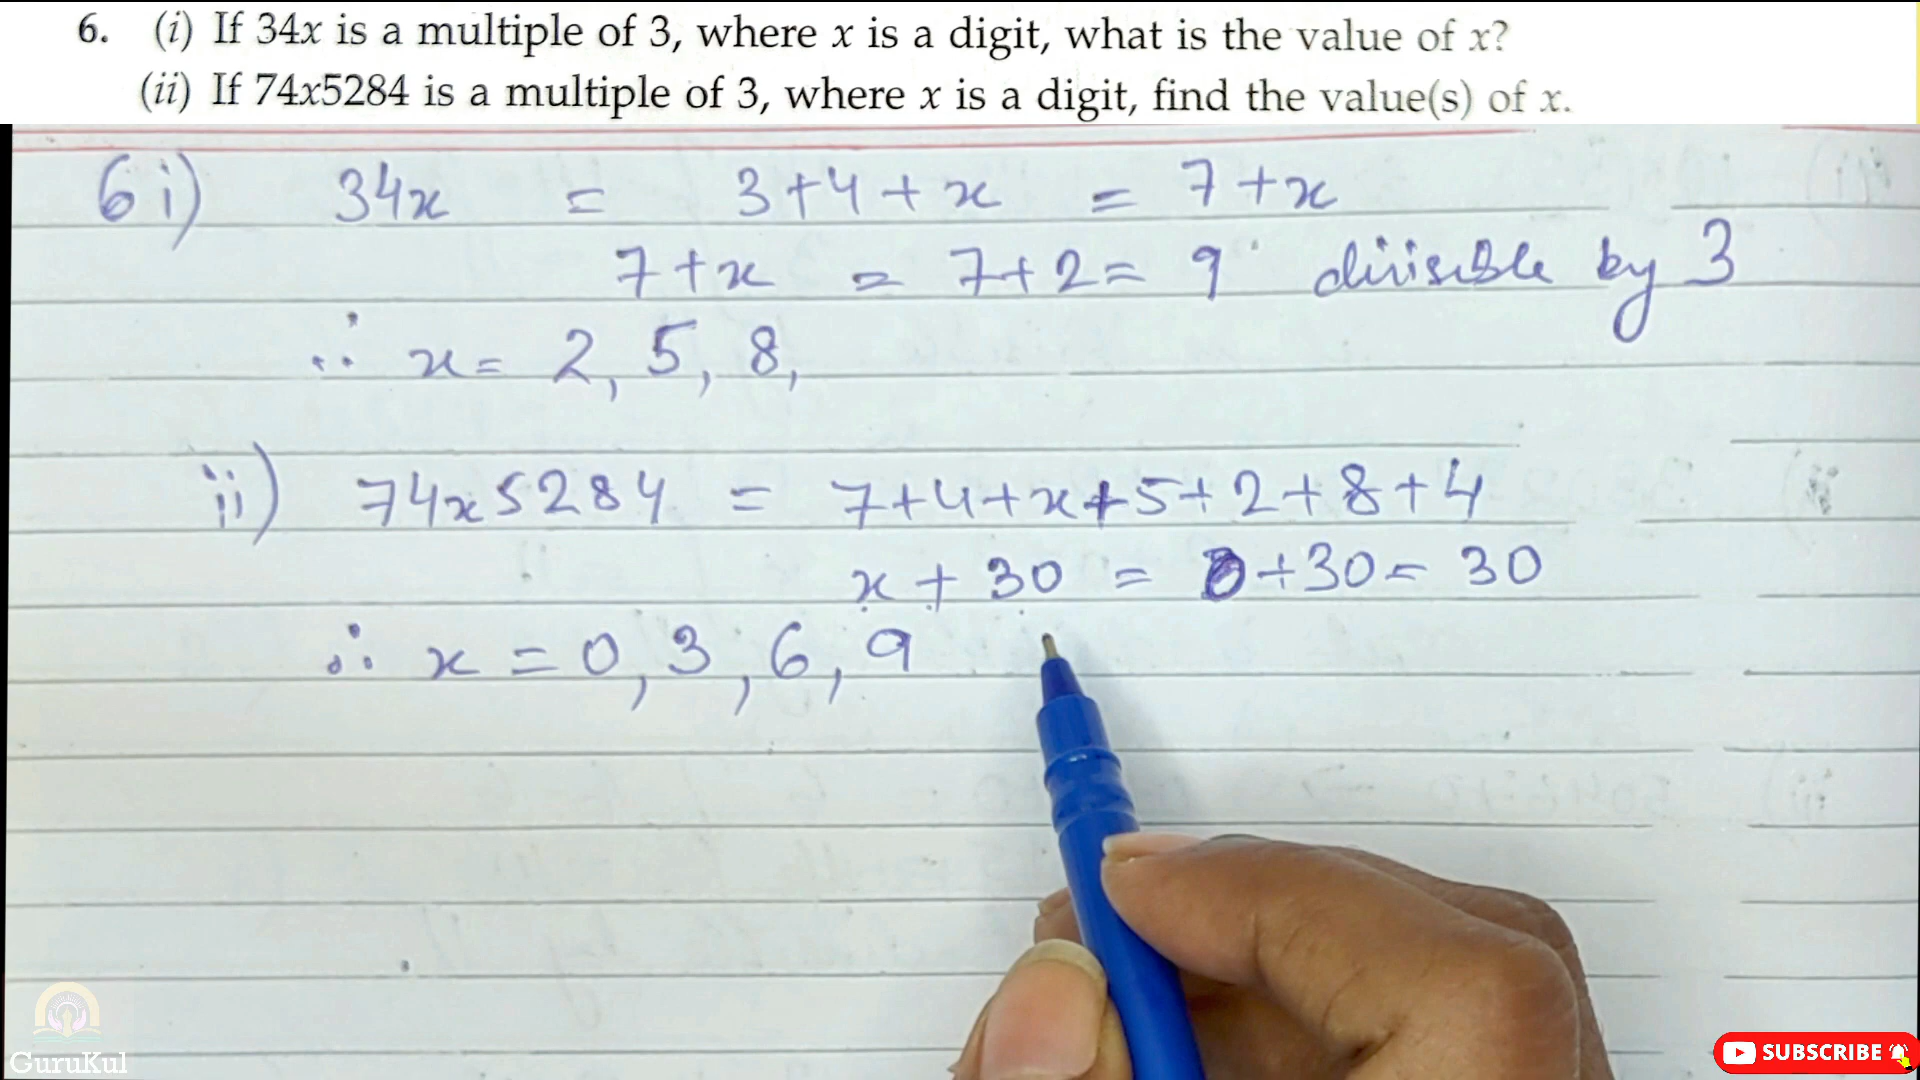 6. (i) If 34x is a multiple of 3, where x is a digit, what is the value of x?
(ii) If 74x5284 is a multiple of 3, where x is a digit, find the value(s) of x.
6 i) 34x = 3+4+x = 7+x
7+x = 7+2= 9 divisible by 3
∴ x= 2, 5, 8,
ii) 74x5284 = 7+4+x+5+2+8+4
x+30 = 0+30= 30
∴ x = 0, 3, 6, 9
GuruKul
SUBSCRIBE